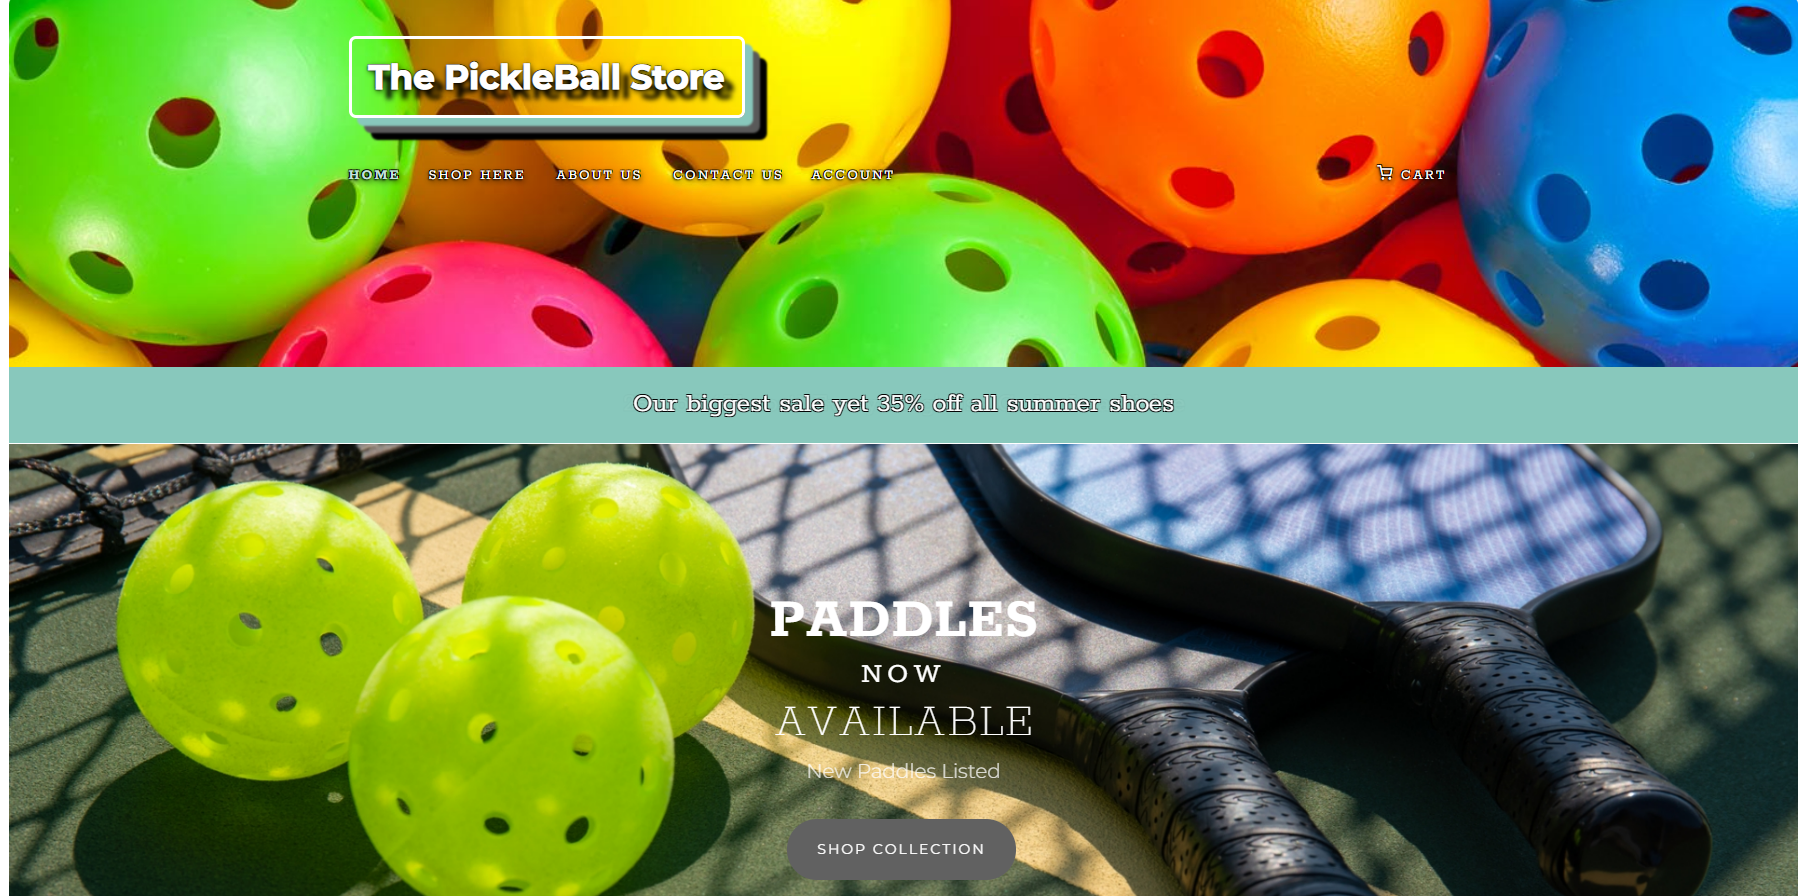 The PickleBall Store
HOME SHOP HERE ABOUT US CONTACT US ACCOUNT CART
Our biggest sale yet 35% off all summer shoes
PADDLES
NOW
AVAILABLE
New Paddles Listed
SHOP COLLECTION